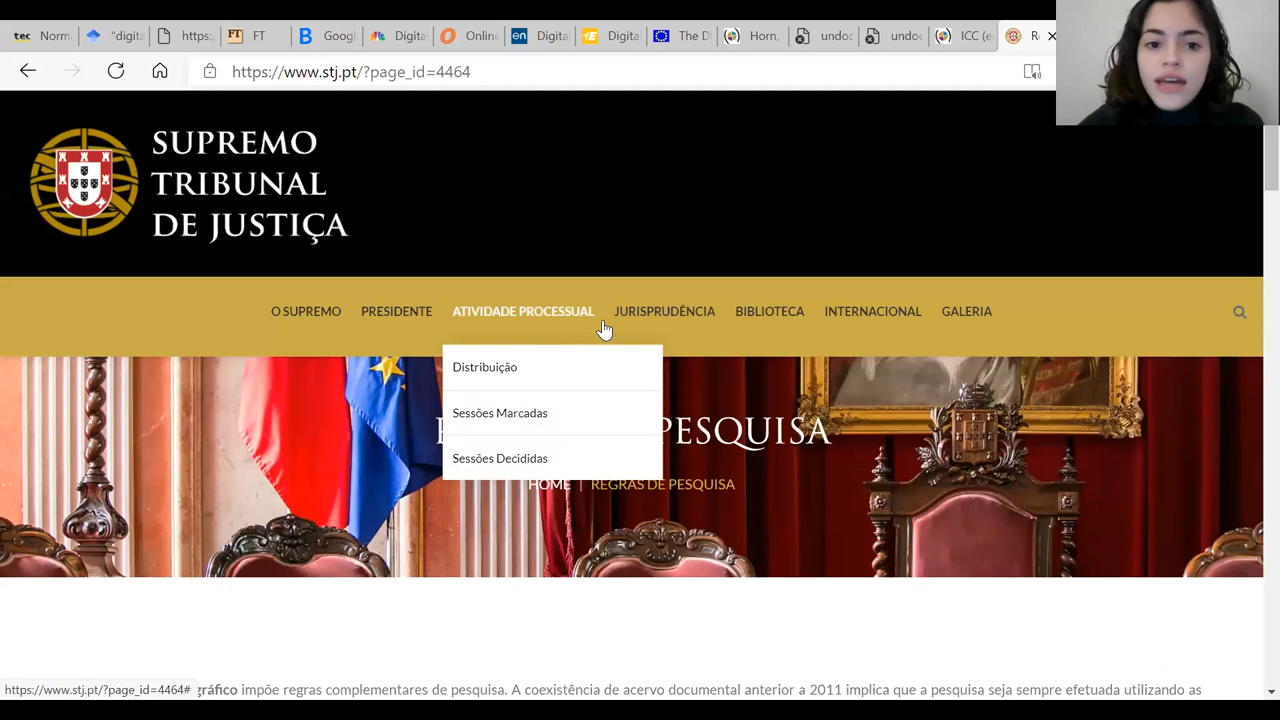 tec Norm
"digita
https:
FT FT
B Googl
Digita
Online
en Digital
Digita
The D
Horn,
undoc
undoc
ICC (e
R
https://www.stj.pt/?page_id=4464
SUPREMO
TRIBUNAL
DE JUSTIÇA
O SUPREMO PRESIDENTE ATIVIDADE PROCESSUAL JURISPRUDÊNCIA BIBLIOTECA INTERNACIONAL GALERIA
Distribuição
Sessões Marcadas
Sessões Decididas
PESQUISA
HOME | REGRAS DE PESQUISA
https://www.stj.pt/?page_id=4464#
gráfico impõe regras complementares de pesquisa. A coexistência de acervo documental anterior a 2011 implica que a pesquisa seja sempre efetuada utilizando as